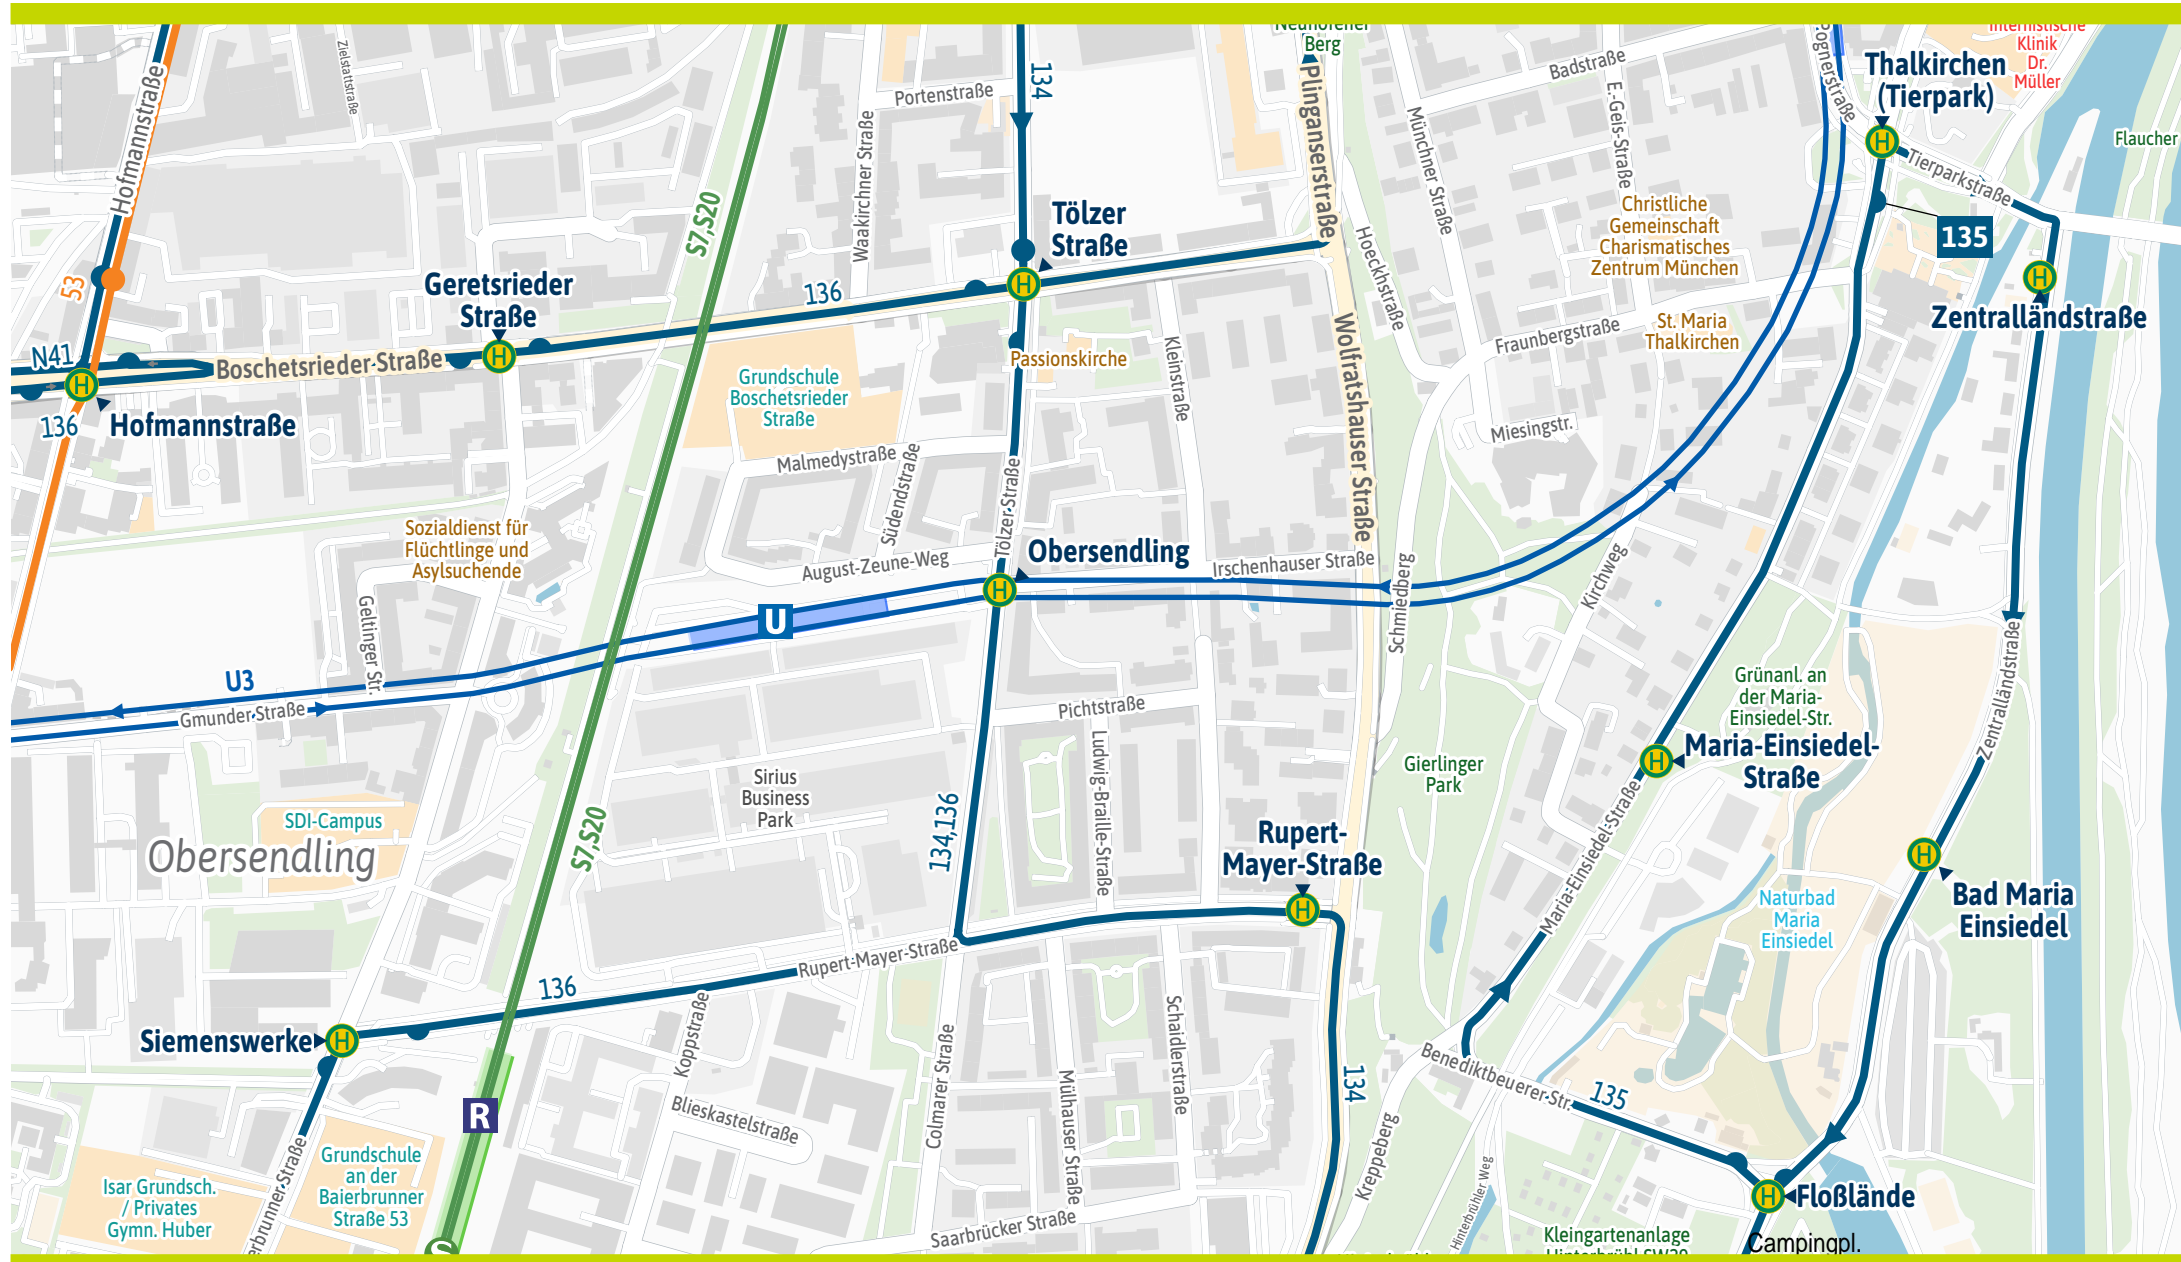 Neuhofener
Berg
Zielstattstraße
Hofmannstraße
53
N41
136
Hofmannstraße
Geretsrieder
Straße
Boschetsrieder Straße
S7,S20
136
Portenstraße
Waakirchner Straße
134
Tölzer
Straße
Plinganserstraße
Badstraße
E.-Geis-Straße
Münchner Straße
Hoeckhstraße
Christliche
Gemeinschaft
Charismatisches
Zentrum München
St. Maria
Thalkirchen
Fraunbergstraße
Miesingstr.
Internistische
Klinik
Dr.
Müller
Thalkirchen
(Tierpark)
H
Tierparkstraße
135
Flaucher
Zentralländstraße
Passionskirche
Kleinstraße
Wolfratshauser Straße
Grundschule
Boschetsrieder
Straße
Malmedystraße
Südendstraße
Tölzer Straße
August-Zeune-Weg
Obersendling
Irschenhauser Straße
Schmiedberg
Kirchweg
Sozialdienst für
Flüchtlinge und
Asylsuchende
Geltinger Str.
U
U3
Gmunder Straße
Pichtstraße
Ludwig-Braille-Straße
Sirius
Business
Park
SDI-Campus
Obersendling
S7,S20
134,136
Rupert-
Mayer-Straße
Gierlinger
Park
Grünanl. an
der Maria-
Einsiedel-Str.
Maria-Einsiedel-
Straße
Maria-Einsiedel-Straße
Zentralländstraße
Naturbad
Maria
Einsiedel
Bad Maria
Einsiedel
Rupert-Mayer-Straße
136
Siemenswerke
Koppstraße
Blieskastelstraße
Colmarer Straße
Mülhauser Straße
Schaidlerstraße
Saarbrücker Straße
134
Kreppeberg
Benediktbeuerer Str.
135
Hinterbrühler Weg
Floßlände
Kleingartenanlage
Hinterbrühl SW29
Campingpl.
R
S
Grundschule
an der
Baierbrunner
Straße 53
Isar Grundsch.
/ Privates
Gymn. Huber
erbrunner Straße